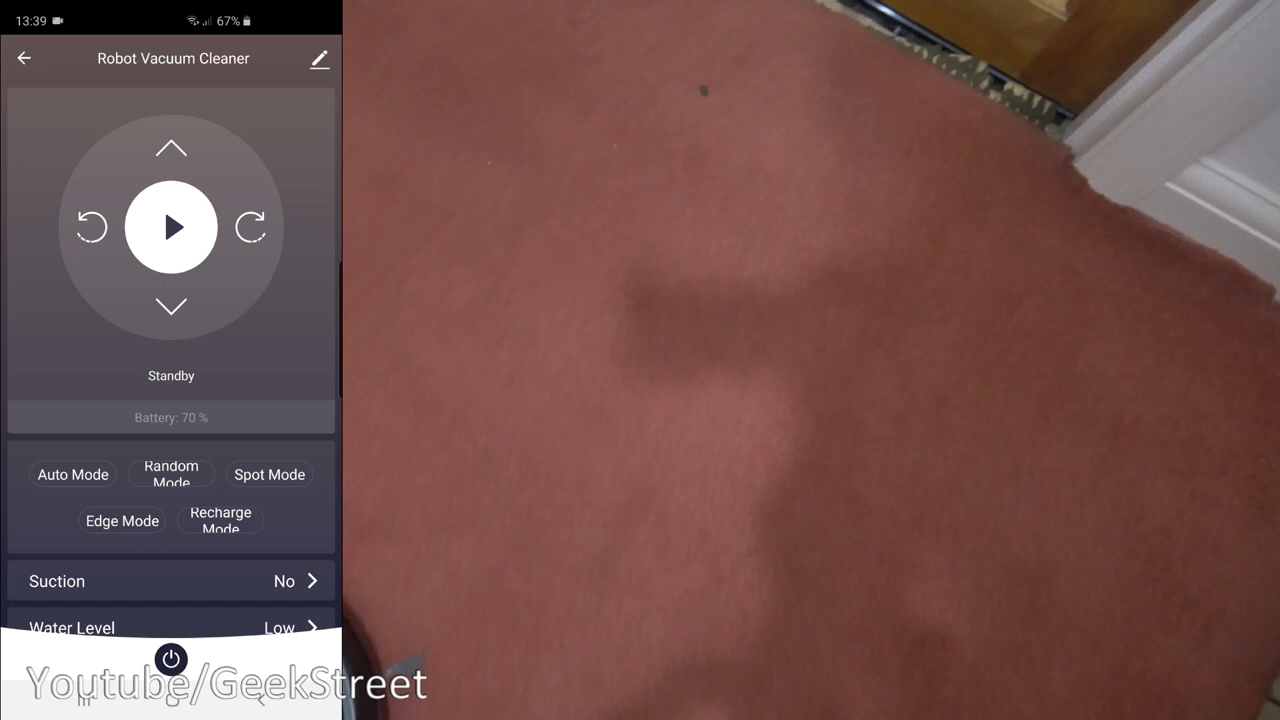 13:39
67%
Robot Vacuum Cleaner
Standby
Battery: 70 %
Auto Mode
Random
Mode
Spot Mode
Edge Mode
Recharge
Mode
Suction
No
Water Level
Low
Youtube/GeekStreet